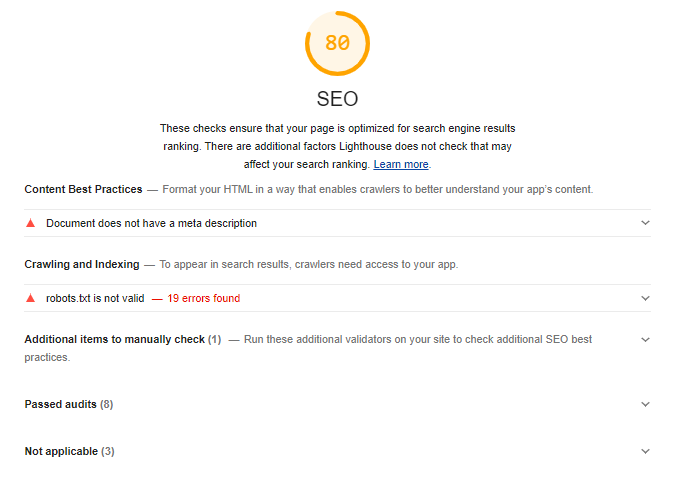 80
SEO
These checks ensure that your page is optimized for search engine results
ranking. There are additional factors Lighthouse does not check that may
affect your search ranking. Learn more.
Content Best Practices — Format your HTML in a way that enables crawlers to better understand your app's content.
Document does not have a meta description
Crawling and Indexing — To appear in search results, crawlers need access to your app.
robots.txt is not valid — 19 errors found
Additional items to manually check (1) — Run these additional validators on your site to check additional SEO best
practices.
Passed audits (8)
Not applicable (3)